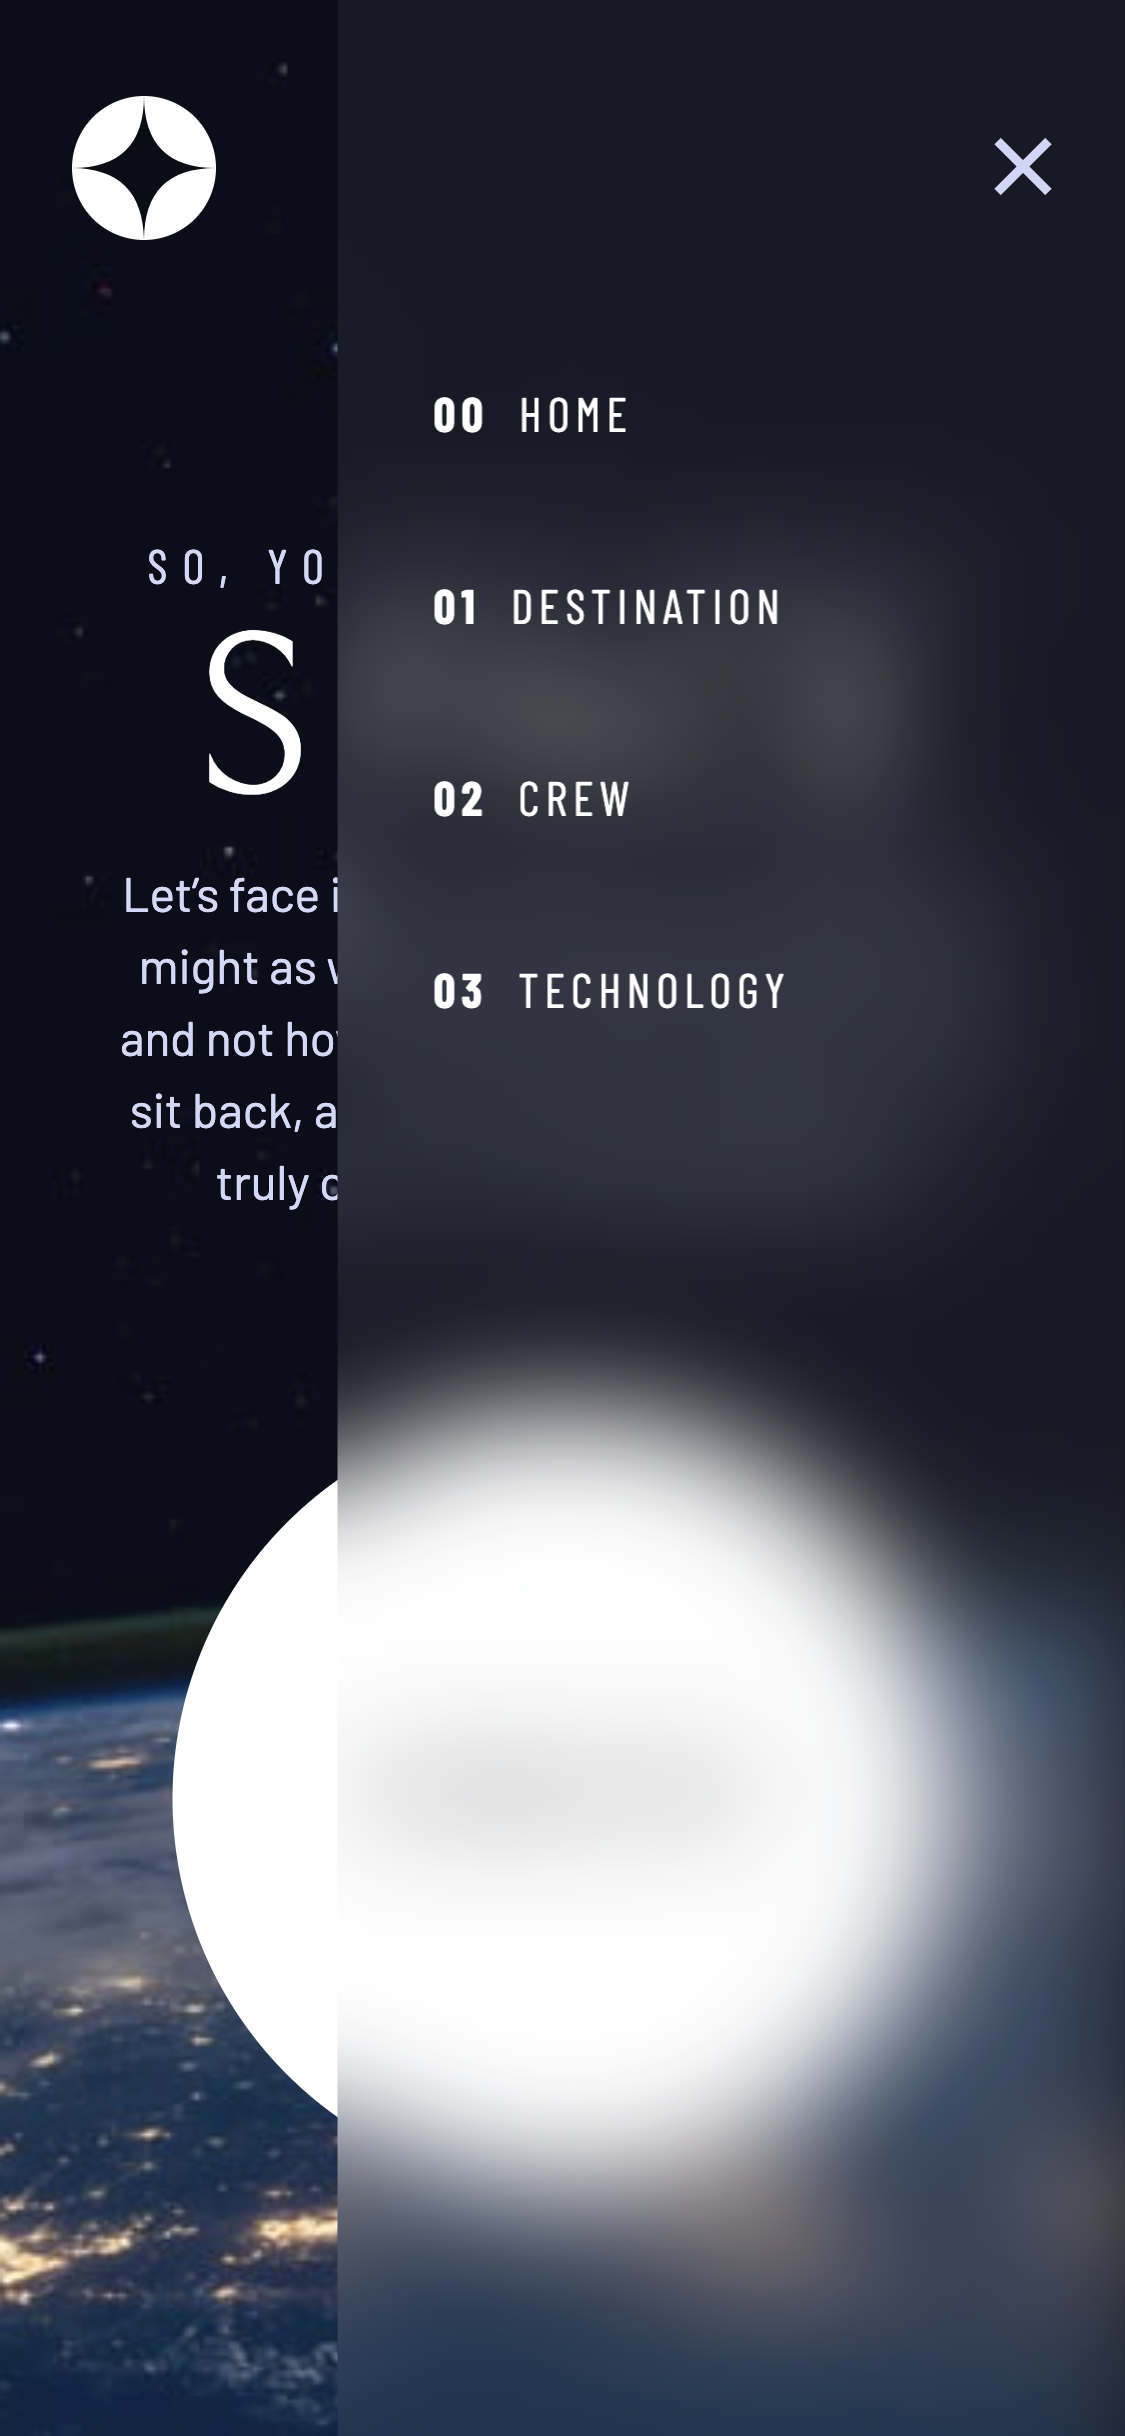 00 HOME
01 DESTINATION
02 CREW
03 TECHNOLOGY
SO, YO
S
Let’s face i
might as w
and not ho
sit back, a
truly o